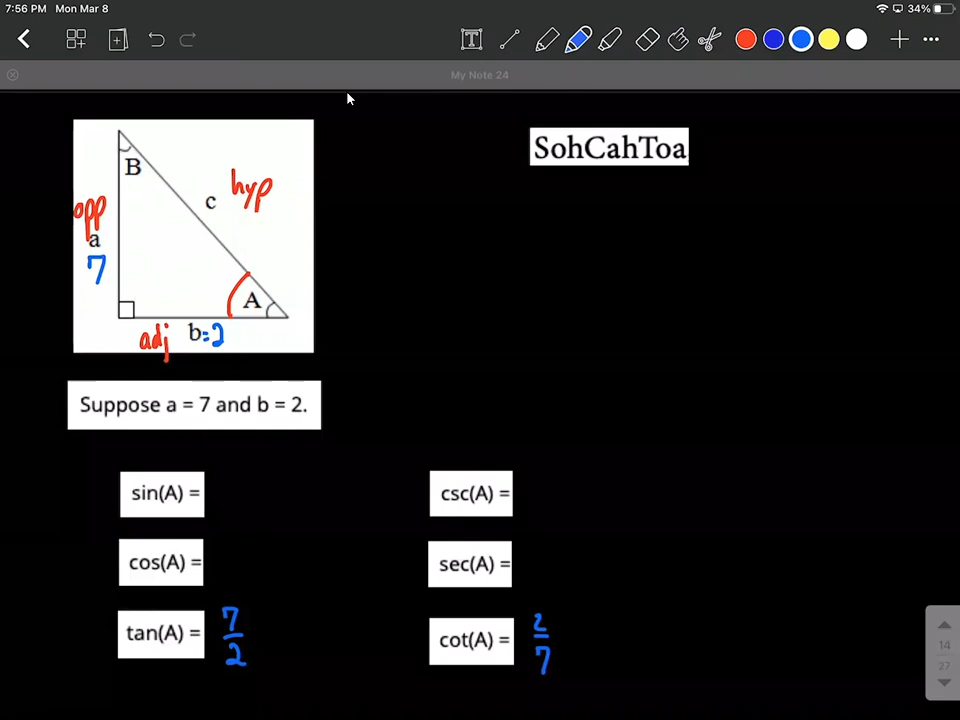 7:56 PM Mon Mar 8
34%
T
My Note 24
SohCahToa
B
c
hyp
opp
a
7
A
adj
b=2
Suppose a = 7 and b = 2.
sin(A) =
csc(A) =
cos(A) =
sec(A) =
tan(A) = 7/2
cot(A) = 2/7
14
27